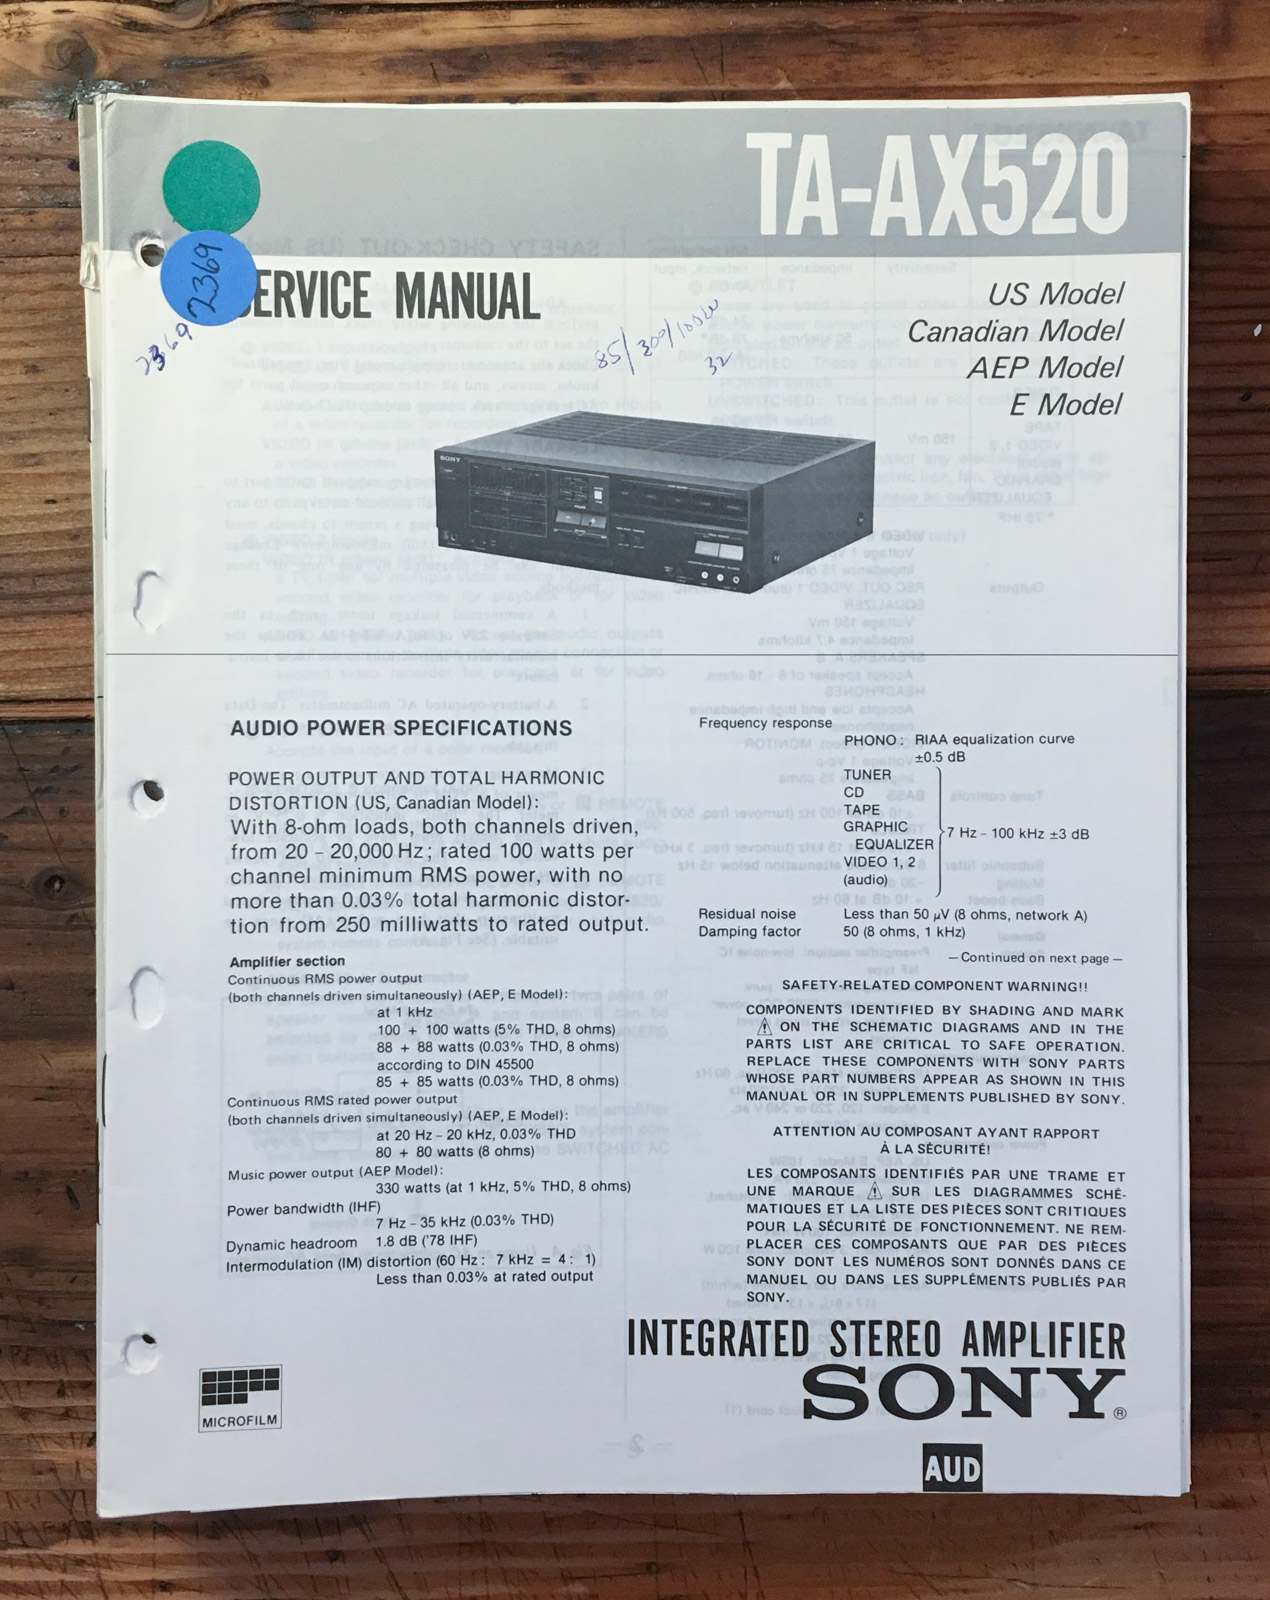 TA-AX520
2369
SERVICE MANUAL
2369
85/300/100W
32
US Model
Canadian Model
AEP Model
E Model
SONY
AUDIO POWER SPECIFICATIONS
POWER OUTPUT AND TOTAL HARMONIC
DISTORTION (US, Canadian Model):
With 8-ohm loads, both channels driven,
from 20 – 20,000 Hz; rated 100 watts per
channel minimum RMS power, with no
more than 0.03% total harmonic distor-
tion from 250 milliwatts to rated output.
Amplifier section
Continuous RMS power output
(both channels driven simultaneously) (AEP, E Model):
at 1 kHz
100 + 100 watts (5% THD, 8 ohms)
88 + 88 watts (0.03% THD, 8 ohms)
according to DIN 45500
85 + 85 watts (0.03% THD, 8 ohms)
Continuous RMS rated power output
(both channels driven simultaneously) (AEP, E Model):
at 20 Hz – 20 kHz, 0.03% THD
80 + 80 watts (8 ohms)
Music power output (AEP Model):
330 watts (at 1 kHz, 5% THD, 8 ohms)
Power bandwidth (IHF)
7 Hz – 35 kHz (0.03% THD)
Dynamic headroom 1.8 dB ('78 IHF)
Intermodulation (IM) distortion (60 Hz : 7 kHz = 4 : 1)
Less than 0.03% at rated output
Frequency response
PHONO : RIAA equalization curve
±0.5 dB
TUNER
CD
TAPE
GRAPHIC
EQUALIZER
7 Hz – 100 kHz ±3 dB
VIDEO 1, 2
(audio)
Residual noise Less than 50 µV (8 ohms, network A)
Damping factor 50 (8 ohms, 1 kHz)
— Continued on next page —
SAFETY-RELATED COMPONENT WARNING!!
COMPONENTS IDENTIFIED BY SHADING AND MARK
⚠ ON THE SCHEMATIC DIAGRAMS AND IN THE
PARTS LIST ARE CRITICAL TO SAFE OPERATION.
REPLACE THESE COMPONENTS WITH SONY PARTS
WHOSE PART NUMBERS APPEAR AS SHOWN IN THIS
MANUAL OR IN SUPPLEMENTS PUBLISHED BY SONY.
ATTENTION AU COMPOSANT AYANT RAPPORT
À LA SÉCURITÉ!
LES COMPOSANTS IDENTIFIÉS PAR UNE TRAME ET
UNE MARQUE ⚠ SUR LES DIAGRAMMES SCHÉ-
MATIQUES ET LA LISTE DES PIÈCES SONT CRITIQUES
POUR LA SÉCURITÉ DE FONCTIONNEMENT. NE REM-
PLACER CES COMPOSANTS QUE PAR DES PIÈCES
SONY DONT LES NUMÉROS SONT DONNÉS DANS CE
MANUEL OU DANS LES SUPPLÉMENTS PUBLIÉS PAR
SONY.
INTEGRATED STEREO AMPLIFIER
SONY®
MICROFILM
AUD